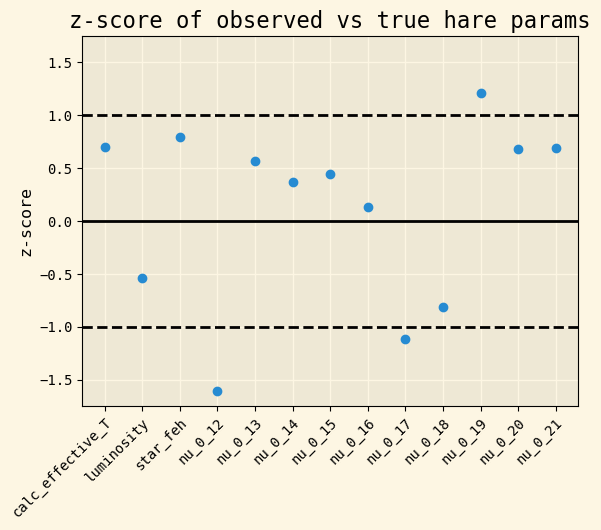 z-score of observed vs true hare params
z-score
1.5
1.0
0.5
0.0
−0.5
−1.0
−1.5
calc_effective_T
luminosity
star_feh
nu_0_12
nu_0_13
nu_0_14
nu_0_15
nu_0_16
nu_0_17
nu_0_18
nu_0_19
nu_0_20
nu_0_21